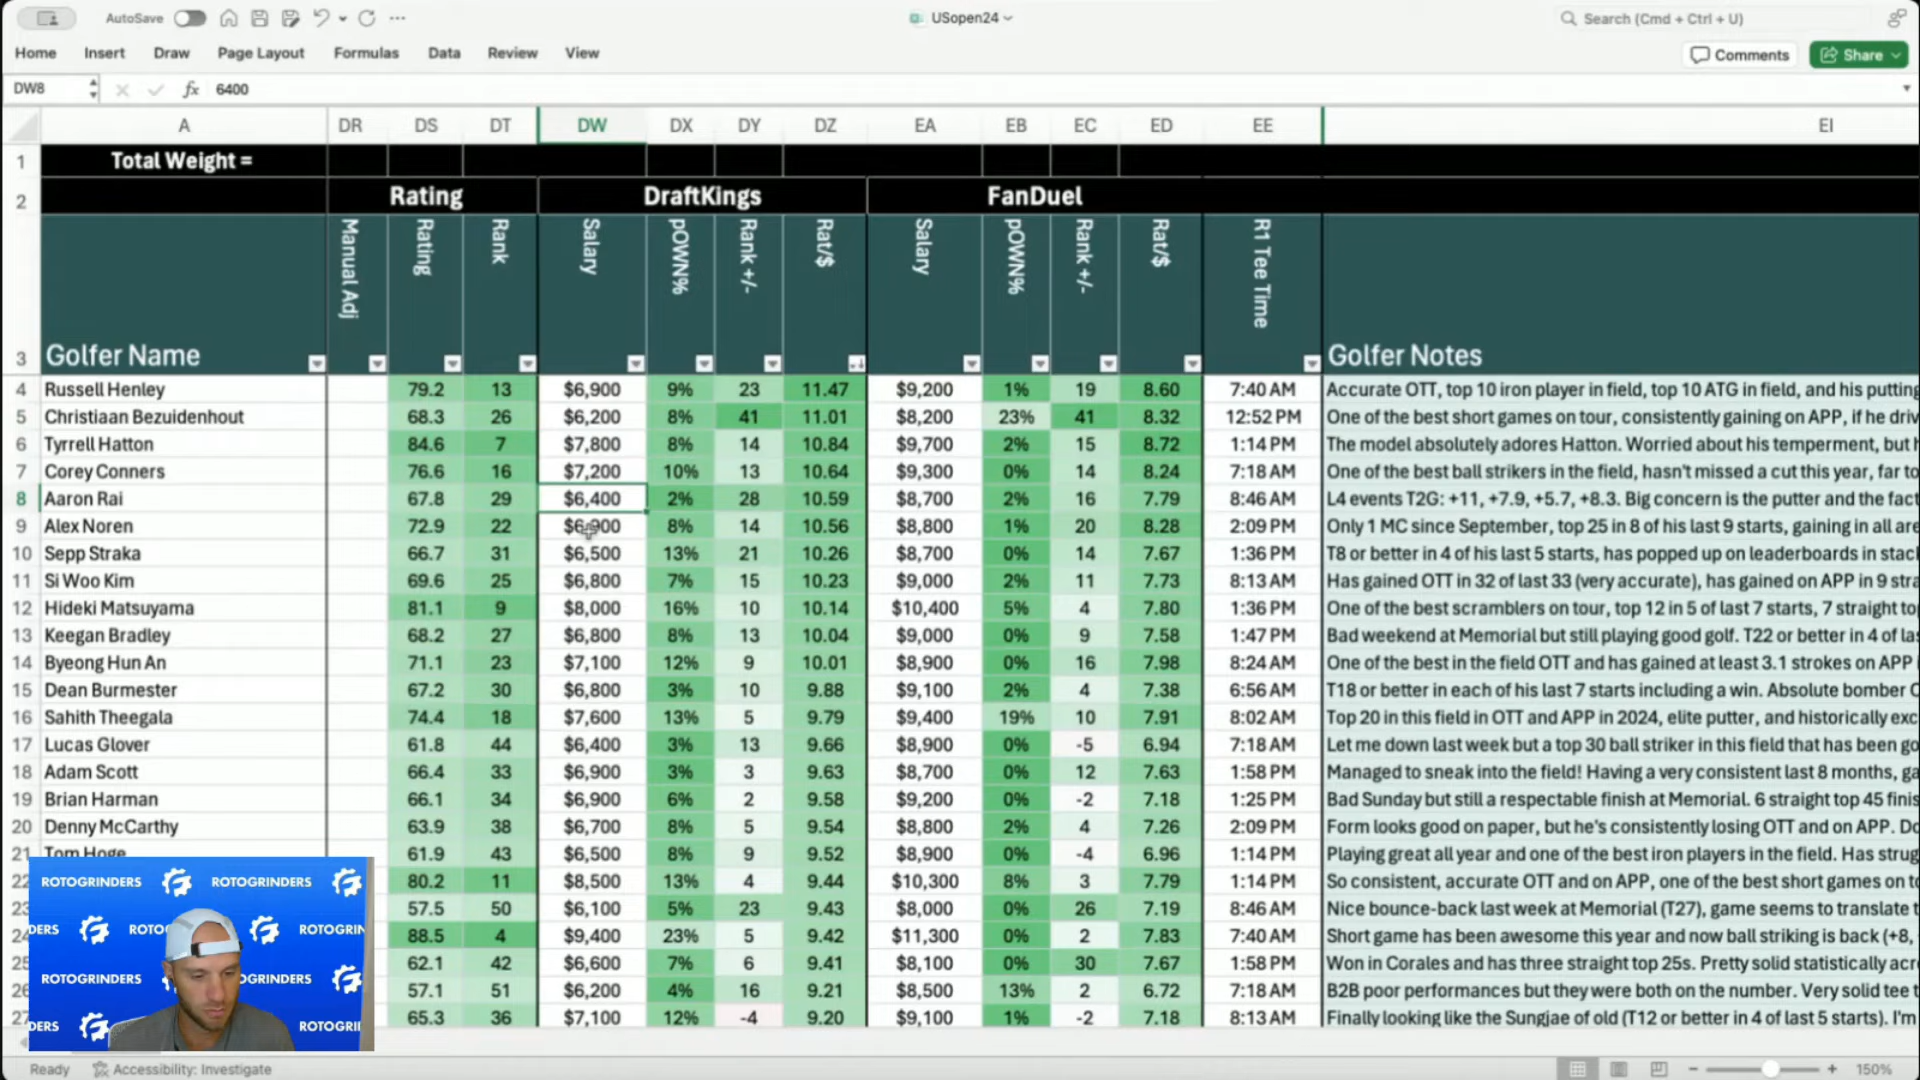 AutoSave
USopen24
Search (Cmd + Ctrl + U)
Home Insert Draw Page Layout Formulas Data Review View
Comments Share
DW8 fx 6400
A DR DS DT DW DX DY DZ EA EB EC ED EE EI
1 Total Weight =
2 Rating DraftKings FanDuel
3 Golfer Name Manual Adj Rating Rank Salary pOWN% Rank +/- Rat/$ Salary pOWN% Rank +/- Rat/$ R1 Tee Time Golfer Notes
4 Russell Henley 79.2 13 $6,900 9% 23 11.47 $9,200 1% 19 8.60 7:40 AM Accurate OTT, top 10 iron player in field, top 10 ATG in field, and his putting
5 Christiaan Bezuidenhout 68.3 26 $6,200 8% 41 11.01 $8,200 23% 41 8.32 12:52 PM One of the best short games on tour, consistently gaining on APP, if he driv
6 Tyrrell Hatton 84.6 7 $7,800 8% 14 10.84 $9,700 2% 15 8.72 1:14 PM The model absolutely adores Hatton. Worried about his temperment, but h
7 Corey Conners 76.6 16 $7,200 10% 13 10.64 $9,300 0% 14 8.24 7:18 AM One of the best ball strikers in the field, hasn't missed a cut this year, far to
8 Aaron Rai 67.8 29 $6,400 2% 28 10.59 $8,700 2% 16 7.79 8:46 AM L4 events T2G: +11, +7.9, +5.7, +8.3. Big concern is the putter and the fact
9 Alex Noren 72.9 22 $6,900 8% 14 10.56 $8,800 1% 20 8.28 2:09 PM Only 1 MC since September, top 25 in 8 of his last 9 starts, gaining in all are
10 Sepp Straka 66.7 31 $6,500 13% 21 10.26 $8,700 0% 14 7.67 1:36 PM T8 or better in 4 of his last 5 starts, has popped up on leaderboards in stac
11 Si Woo Kim 69.6 25 $6,800 7% 15 10.23 $9,000 2% 11 7.73 8:13 AM Has gained OTT in 32 of last 33 (very accurate), has gained on APP in 9 stra
12 Hideki Matsuyama 81.1 9 $8,000 16% 10 10.14 $10,400 5% 4 7.80 1:36 PM One of the best scramblers on tour, top 12 in 5 of last 7 starts, 7 straight to
13 Keegan Bradley 68.2 27 $6,800 8% 13 10.04 $9,000 0% 9 7.58 1:47 PM Bad weekend at Memorial but still playing good golf. T22 or better in 4 of las
14 Byeong Hun An 71.1 23 $7,100 12% 9 10.01 $8,900 0% 16 7.98 8:24 AM One of the best in the field OTT and has gained at least 3.1 strokes on APP i
15 Dean Burmester 67.2 30 $6,800 3% 10 9.88 $9,100 2% 4 7.38 6:56 AM T18 or better in each of his last 7 starts including a win. Absolute bomber C
16 Sahith Theegala 74.4 18 $7,600 13% 5 9.79 $9,400 19% 10 7.91 8:02 AM Top 20 in this field in OTT and APP in 2024, elite putter, and historically exc
17 Lucas Glover 61.8 44 $6,400 3% 13 9.66 $8,900 0% -5 6.94 7:18 AM Let me down last week but a top 30 ball striker in this field that has been go
18 Adam Scott 66.4 33 $6,900 3% 3 9.63 $8,700 0% 12 7.63 1:58 PM Managed to sneak into the field! Having a very consistent last 8 months, ga
19 Brian Harman 66.1 34 $6,900 6% 2 9.58 $9,200 0% -2 7.18 1:25 PM Bad Sunday but still a respectable finish at Memorial. 6 straight top 45 finis
20 Denny McCarthy 63.9 38 $6,700 8% 5 9.54 $8,800 2% 4 7.26 2:09 PM Form looks good on paper, but he's consistently losing OTT and on APP. Do
21 Tom Hoge 61.9 43 $6,500 8% 9 9.52 $8,900 0% -4 6.96 1:14 PM Playing great all year and one of the best iron players in the field. Has strug
22 80.2 11 $8,500 13% 4 9.44 $10,300 8% 3 7.79 1:14 PM So consistent, accurate OTT and on APP, one of the best short games on to
23 57.5 50 $6,100 5% 23 9.43 $8,000 0% 26 7.19 8:46 AM Nice bounce-back last week at Memorial (T27), game seems to translate t
24 88.5 4 $9,400 23% 5 9.42 $11,300 0% 2 7.83 7:40 AM Short game has been awesome this year and now ball striking is back (+8,
25 62.1 42 $6,600 7% 6 9.41 $8,100 0% 30 7.67 1:58 PM Won in Corales and has three straight top 25s. Pretty solid statistically acro
26 57.1 51 $6,200 4% 16 9.21 $8,500 13% 2 6.72 7:18 AM B2B poor performances but they were both on the number. Very solid tee t
27 65.3 36 $7,100 12% -4 9.20 $9,100 1% -2 7.18 8:13 AM Finally looking like the Sungjae of old (T12 or better in 4 of last 5 starts). I'm
ROTOGRINDERS ROTOGRINDERS
DERS ROTO ROTOGRIN
ROTOGRINDERS OGRINDERS
DERS ROTOGRI
Ready Accessibility: Investigate 150%